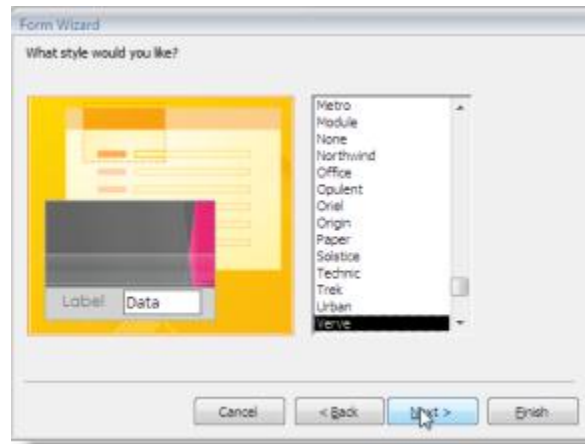 Form Wizard
What style would you like?
Metro
Module
None
Northwind
Office
Opulent
Oriel
Origin
Paper
Solstice
Technic
Trek
Urban
Verve
Label Data
Cancel < Back Next > Finish